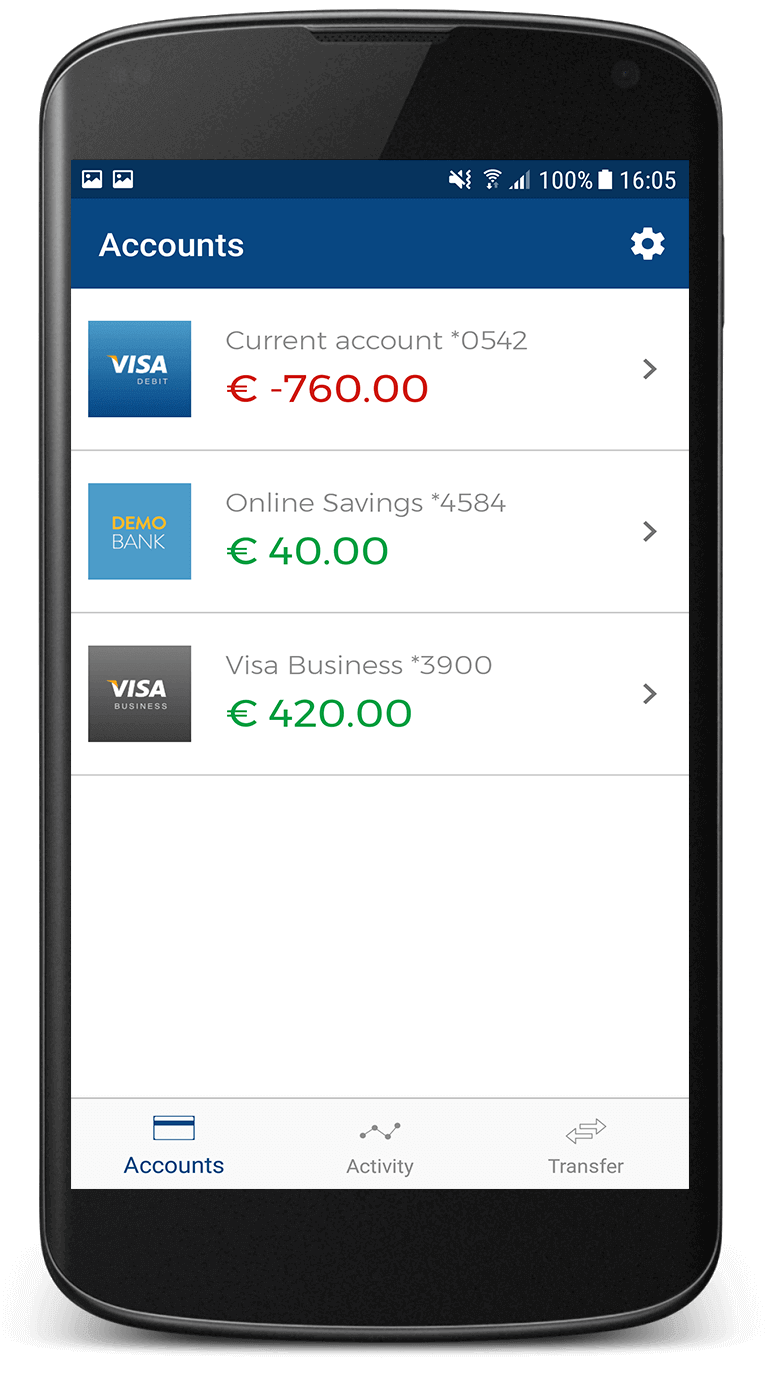 100% 16:05
Accounts
VISA
DEBIT
Current account *0542
€ -760.00
DEMO
BANK
Online Savings *4584
€ 40.00
VISA
BUSINESS
Visa Business *3900
€ 420.00
Accounts Activity Transfer